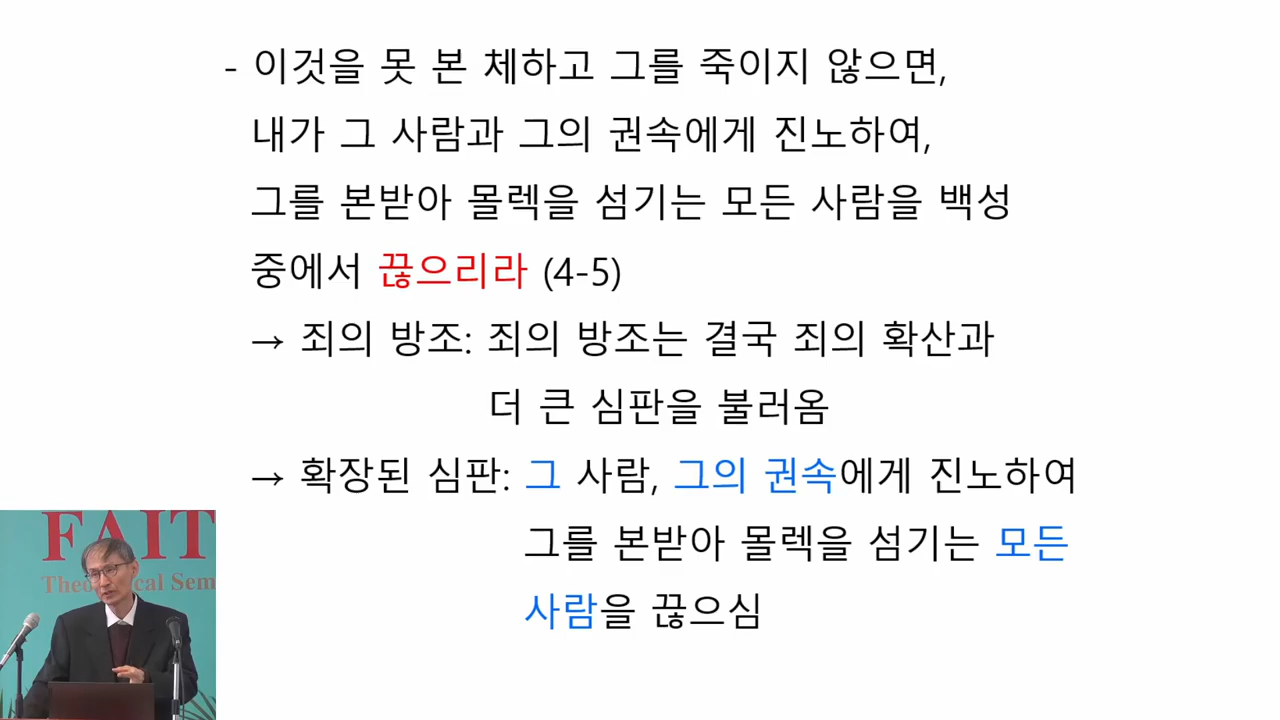 - 이것을 못 본 체하고 그를 죽이지 않으면,
내가 그 사람과 그의 권속에게 진노하여,
그를 본받아 몰렉을 섬기는 모든 사람을 백성
중에서 끊으리라 (4-5)
→ 죄의 방조: 죄의 방조는 결국 죄의 확산과
더 큰 심판을 불러옴
→ 확장된 심판: 그 사람, 그의 권속에게 진노하여
그를 본받아 몰렉을 섬기는 모든
사람을 끊으심
FAIT
Sem